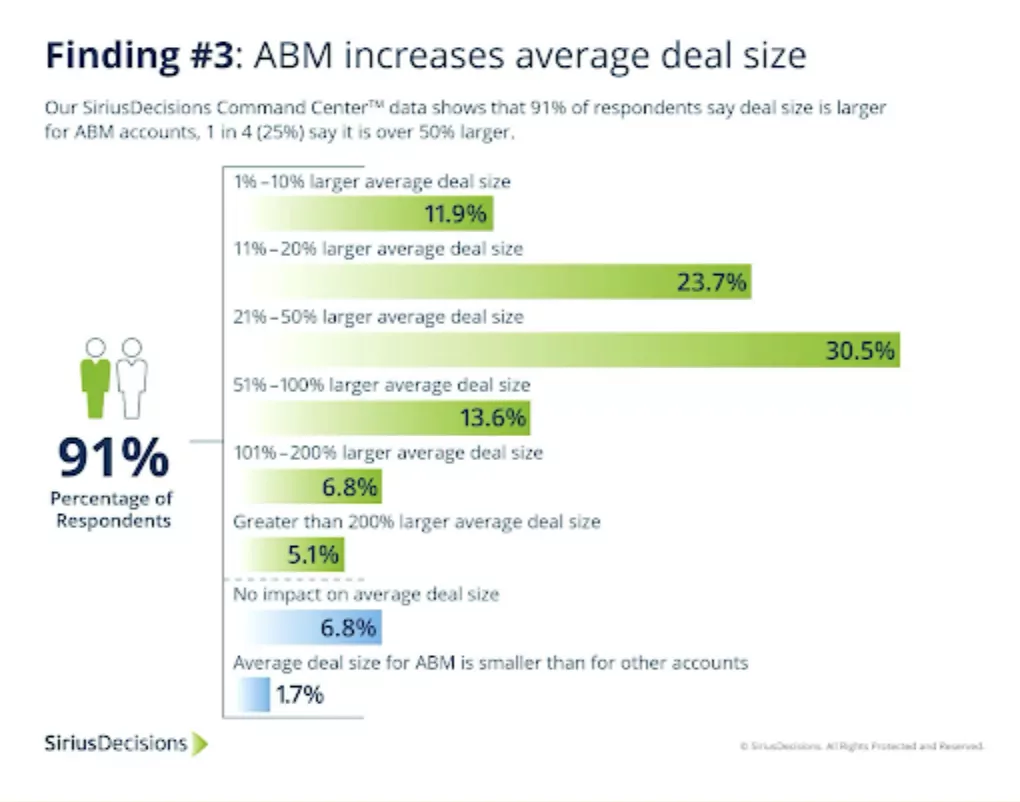 Finding #3: ABM increases average deal size
Our SiriusDecisions Command Center™ data shows that 91% of respondents say deal size is larger
for ABM accounts, 1 in 4 (25%) say it is over 50% larger.
1%–10% larger average deal size
11.9%
11%–20% larger average deal size
23.7%
21%–50% larger average deal size
30.5%
51%–100% larger average deal size
13.6%
101%–200% larger average deal size
6.8%
Greater than 200% larger average deal size
5.1%
No impact on average deal size
6.8%
Average deal size for ABM is smaller than for other accounts
1.7%
91%
Percentage of
Respondents
SiriusDecisions
© SiriusDecisions. All Rights Protected and Reserved.